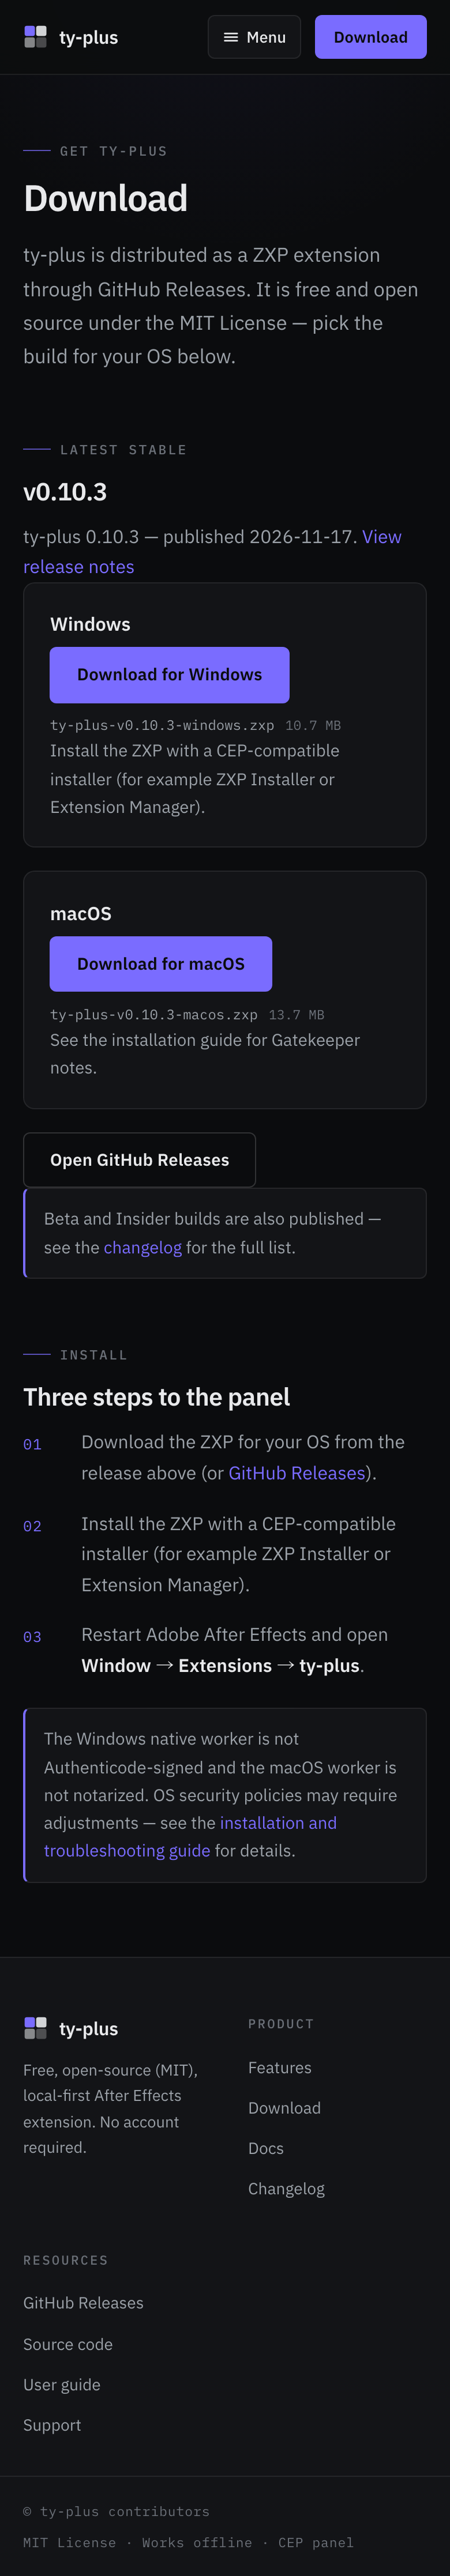 ty-plus
Menu
Download
GET TY-PLUS
Download
ty-plus is distributed as a ZXP extension
through GitHub Releases. It is free and open
source under the MIT License — pick the
build for your OS below.
LATEST STABLE
v0.10.3
ty-plus 0.10.3 — published 2026-11-17. View
release notes
Windows
Download for Windows
ty-plus-v0.10.3-windows.zxp 10.7 MB
Install the ZXP with a CEP-compatible
installer (for example ZXP Installer or
Extension Manager).
macOS
Download for macOS
ty-plus-v0.10.3-macos.zxp 13.7 MB
See the installation guide for Gatekeeper
notes.
Open GitHub Releases
Beta and Insider builds are also published —
see the changelog for the full list.
INSTALL
Three steps to the panel
01 Download the ZXP for your OS from the
release above (or GitHub Releases).
02 Install the ZXP with a CEP-compatible
installer (for example ZXP Installer or
Extension Manager).
03 Restart Adobe After Effects and open
Window → Extensions → ty-plus.
The Windows native worker is not
Authenticode-signed and the macOS worker is
not notarized. OS security policies may require
adjustments — see the installation and
troubleshooting guide for details.
ty-plus
Free, open-source (MIT),
local-first After Effects
extension. No account
required.
PRODUCT
Features
Download
Docs
Changelog
RESOURCES
GitHub Releases
Source code
User guide
Support
© ty-plus contributors
MIT License · Works offline · CEP panel